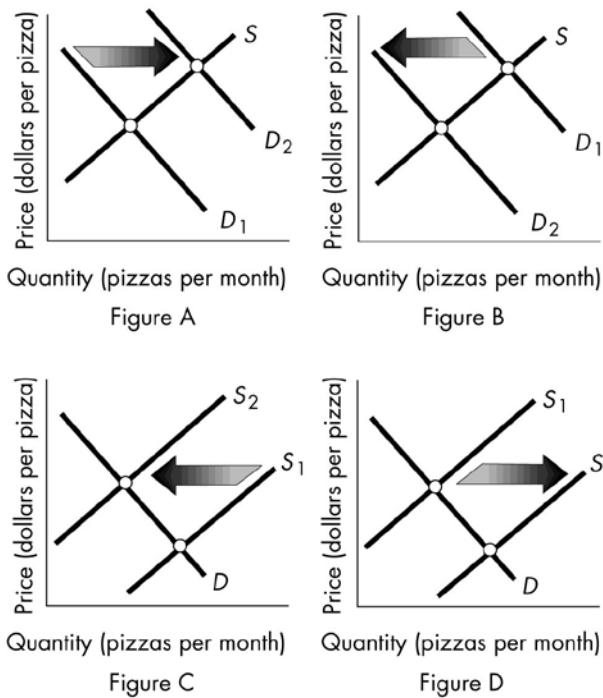 Price (dollars per pizza)
S
D2
D1
Quantity (pizzas per month)
Figure A
Price (dollars per pizza)
S
D1
D2
Quantity (pizzas per month)
Figure B
Price (dollars per pizza)
S2
S1
D
Quantity (pizzas per month)
Figure C
Price (dollars per pizza)
S1
S
D
Quantity (pizzas per month)
Figure D